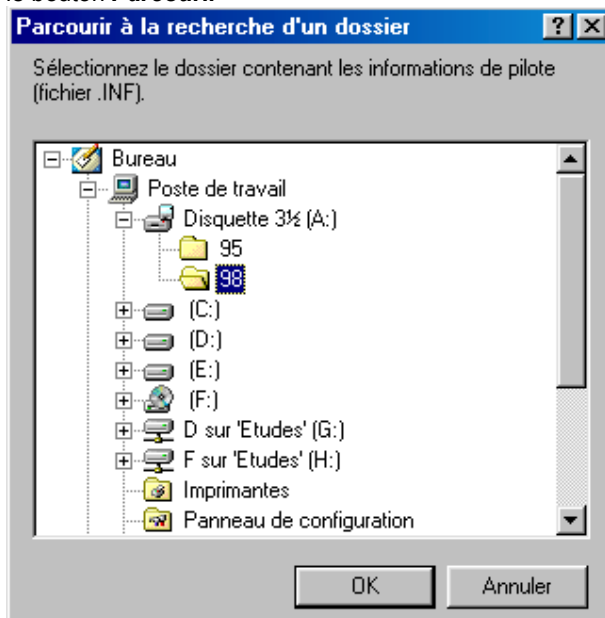 Parcourir à la recherche d'un dossier
Sélectionnez le dossier contenant les informations de pilote
(fichier .INF).
Bureau
Poste de travail
Disquette 3½ (A:)
95
98
(C:)
(D:)
(E:)
(F:)
D sur 'Etudes' (G:)
F sur 'Etudes' (H:)
Imprimantes
Panneau de configuration
OK Annuler